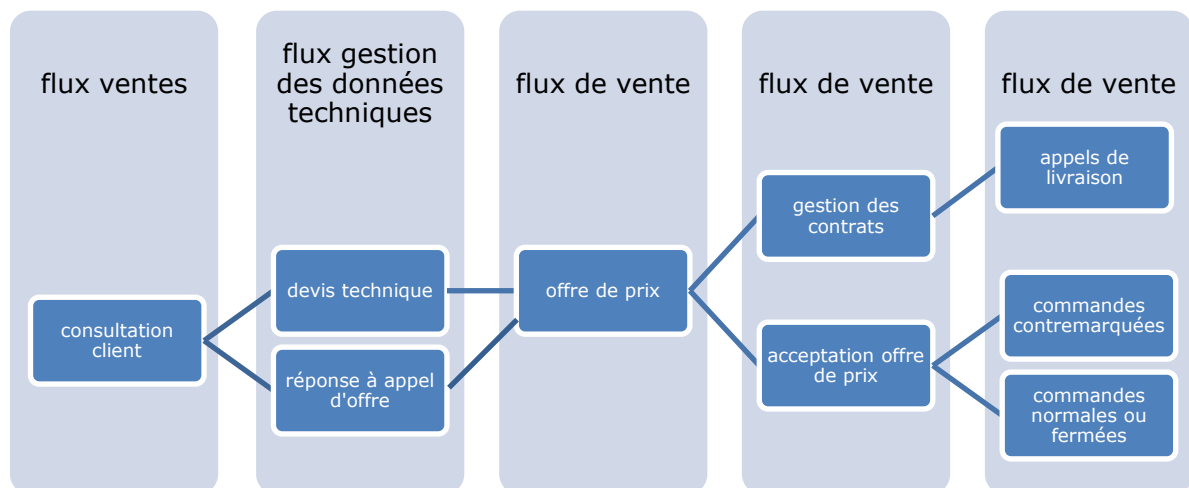 flux ventes
flux gestion
des données
techniques
flux de vente
flux de vente
flux de vente
consultation
client
devis technique
réponse à appel
d'offre
offre de prix
gestion des
contrats
acceptation offre
de prix
appels de
livraison
commandes
contremarquées
commandes
normales ou
fermées